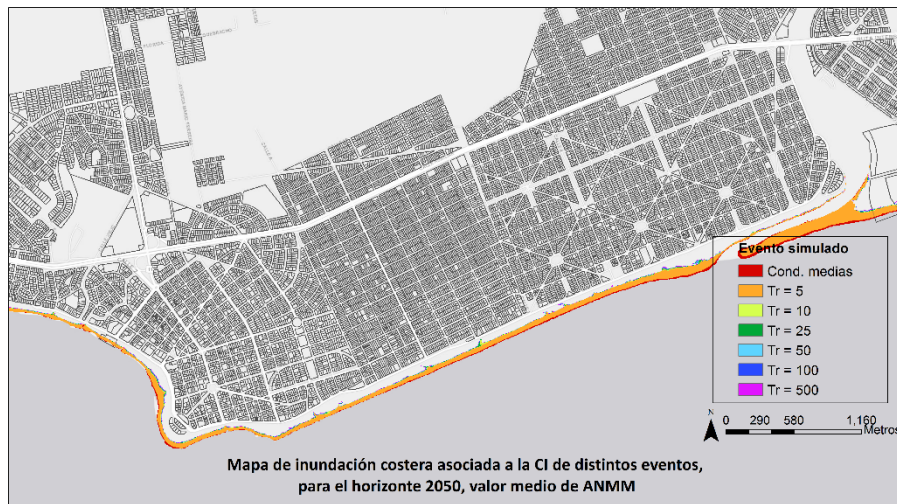 Evento simulado
Cond. medias
Tr = 5
Tr = 10
Tr = 25
Tr = 50
Tr = 100
Tr = 500
N
0 290 580 1,160
Metros
Mapa de inundación costera asociada a la CI de distintos eventos,
para el horizonte 2050, valor medio de ANMM